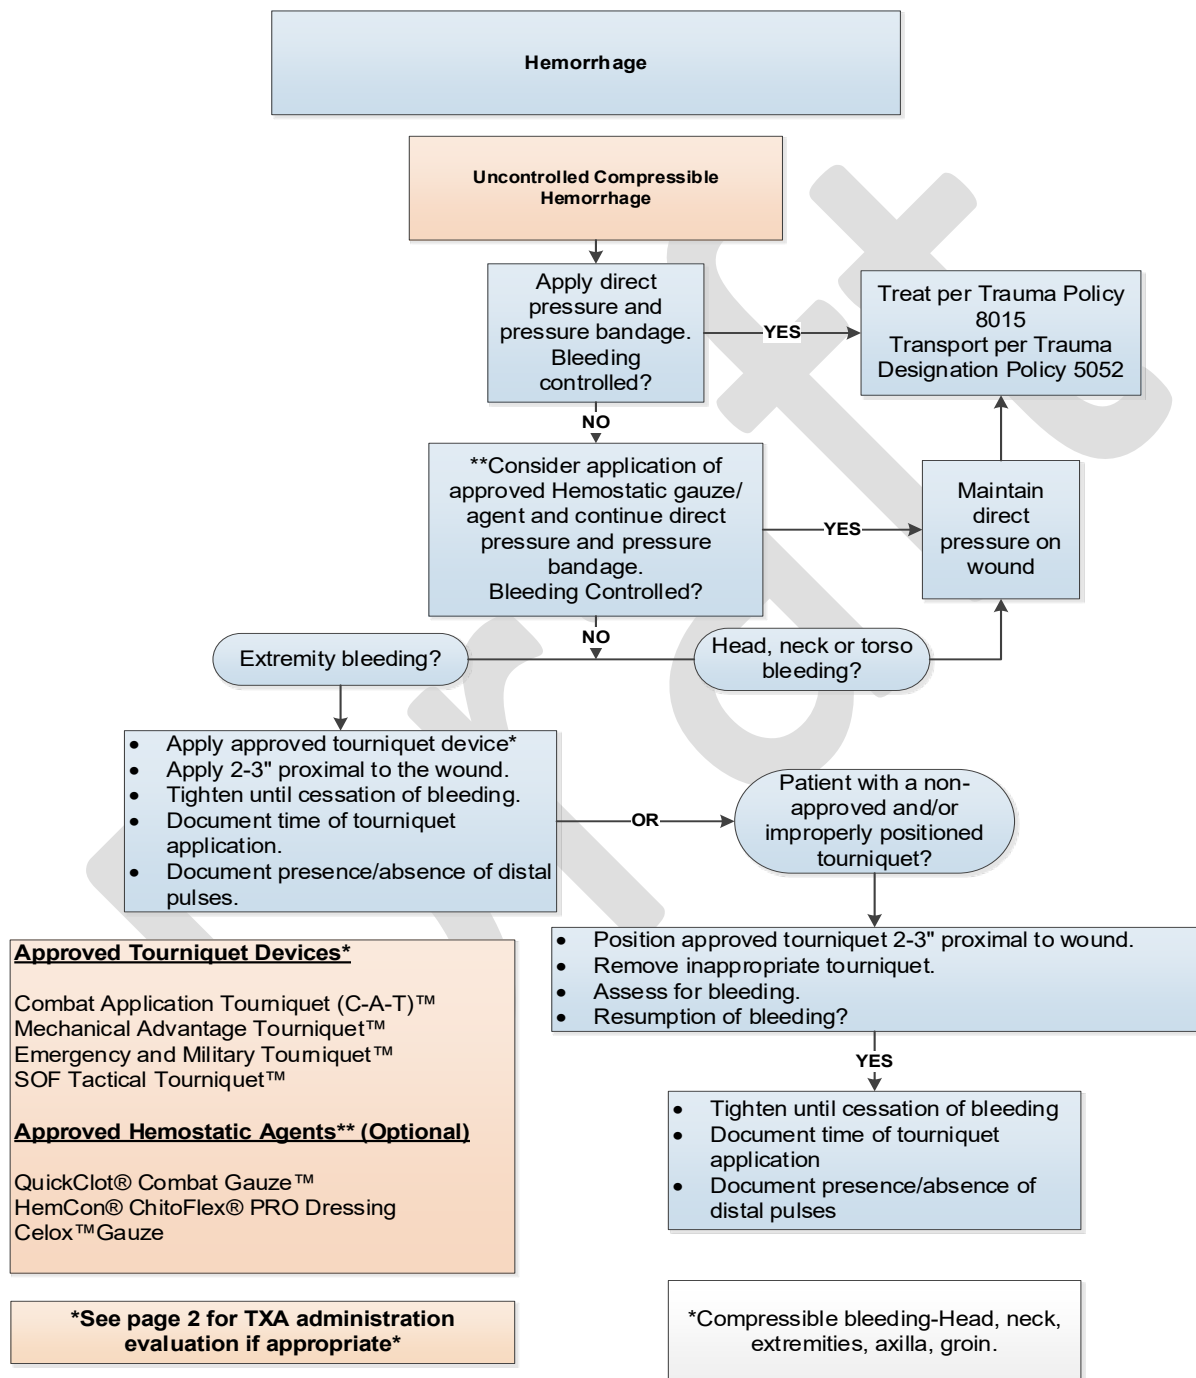 Hemorrhage
Uncontrolled Compressible
Hemorrhage
Apply direct
pressure and
pressure bandage.
Bleeding
controlled?
YES
Treat per Trauma Policy
8015
Transport per Trauma
Designation Policy 5052
NO
**Consider application of
approved Hemostatic gauze/
agent and continue direct
pressure and pressure
bandage.
Bleeding Controlled?
YES
Maintain
direct
pressure on
wound
NO
Extremity bleeding?
Head, neck or torso
bleeding?
• Apply approved tourniquet device*
• Apply 2-3" proximal to the wound.
• Tighten until cessation of bleeding.
• Document time of tourniquet
application.
• Document presence/absence of distal
pulses.
OR
Patient with a non-
approved and/or
improperly positioned
tourniquet?
• Position approved tourniquet 2-3" proximal to wound.
• Remove inappropriate tourniquet.
• Assess for bleeding.
• Resumption of bleeding?
YES
• Tighten until cessation of bleeding
• Document time of tourniquet
application
• Document presence/absence of
distal pulses
Approved Tourniquet Devices*
Combat Application Tourniquet (C-A-T)™
Mechanical Advantage Tourniquet™
Emergency and Military Tourniquet™
SOF Tactical Tourniquet™
Approved Hemostatic Agents** (Optional)
QuickClot® Combat Gauze™
HemCon® ChitoFlex® PRO Dressing
Celox™Gauze
*See page 2 for TXA administration
evaluation if appropriate*
*Compressible bleeding-Head, neck,
extremities, axilla, groin.
Draft